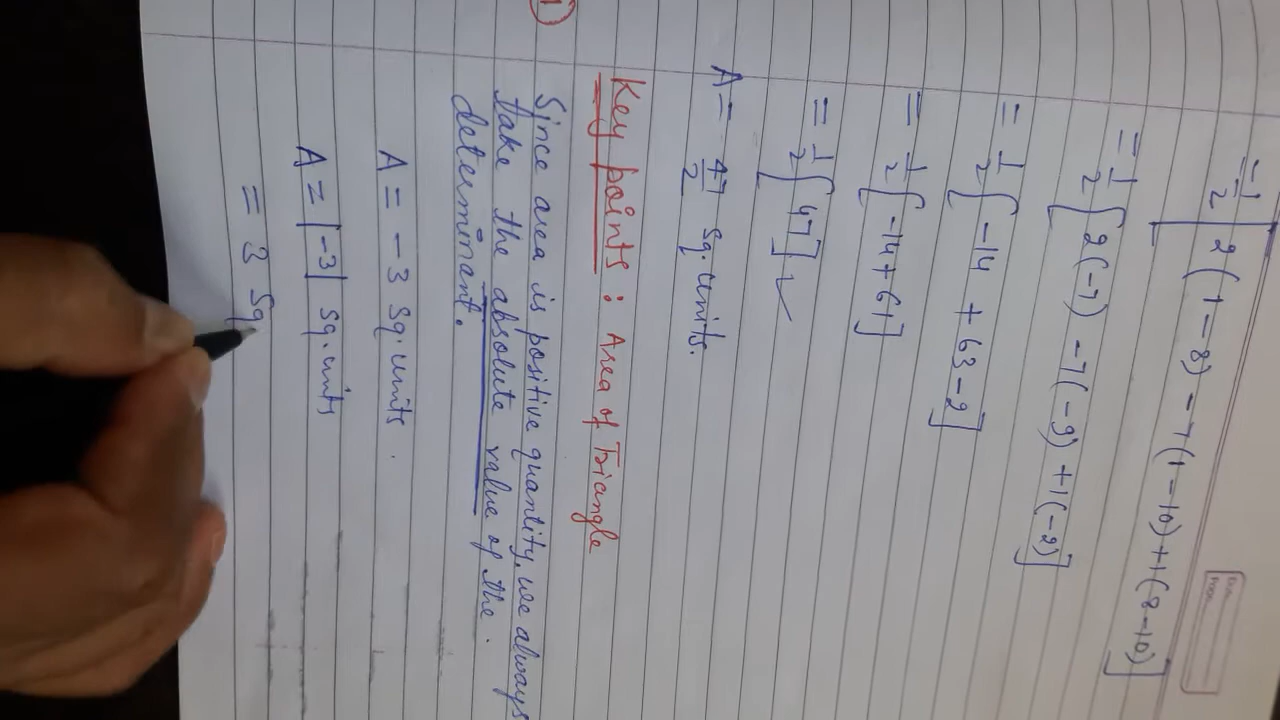 = 1/2 [ 2 (1 - 8) - 7 (1 - 10) + 1 (8 - 10) ]
= 1/2 [ 2(-7) - 7(-9) + 1(-2) ]
= 1/2 [ -14 + 63 - 2 ]
= 1/2 [ -14 + 61 ]
= 1/2 [ 47 ] ✓
A = 47/2 Sq. units.
Key points : Area of Triangle
1) Since area is positive quantity, we always
take the absolute value of the.
determinant.
A = -3 Sq. units.
A = |-3| Sq. units
= 3 Sq